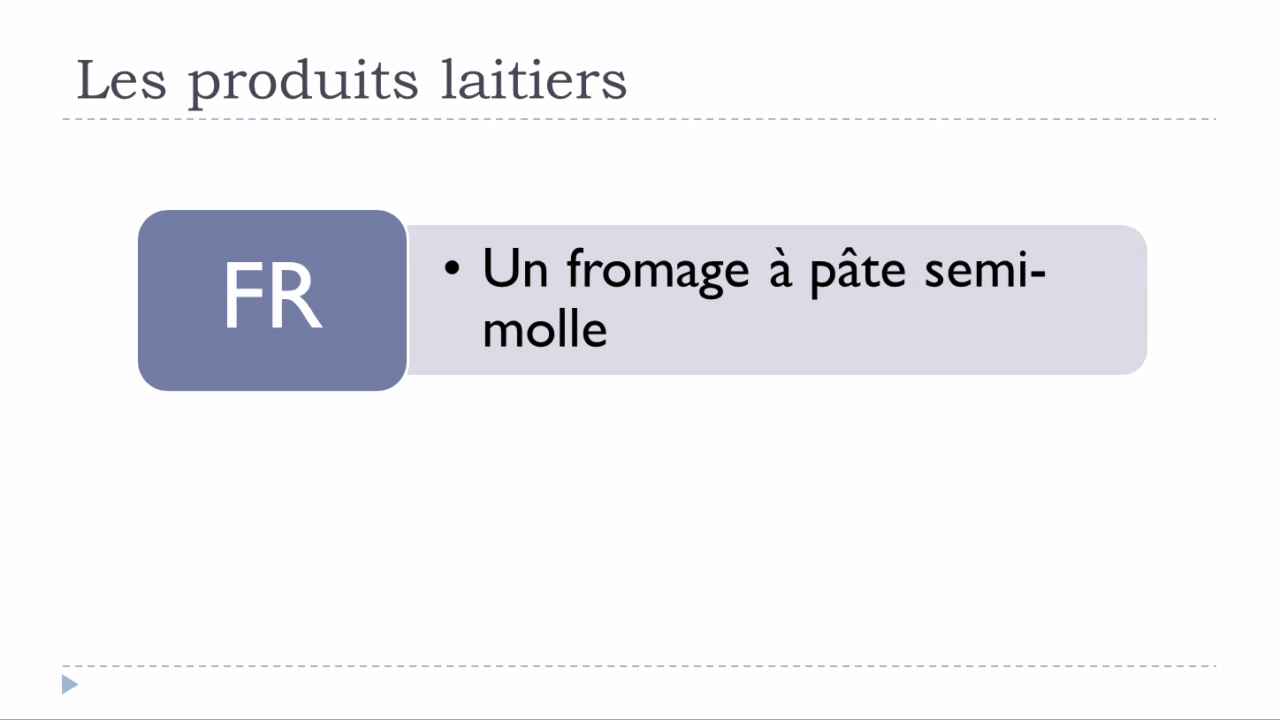 Les produits laitiers
FR
• Un fromage à pâte semi-
molle